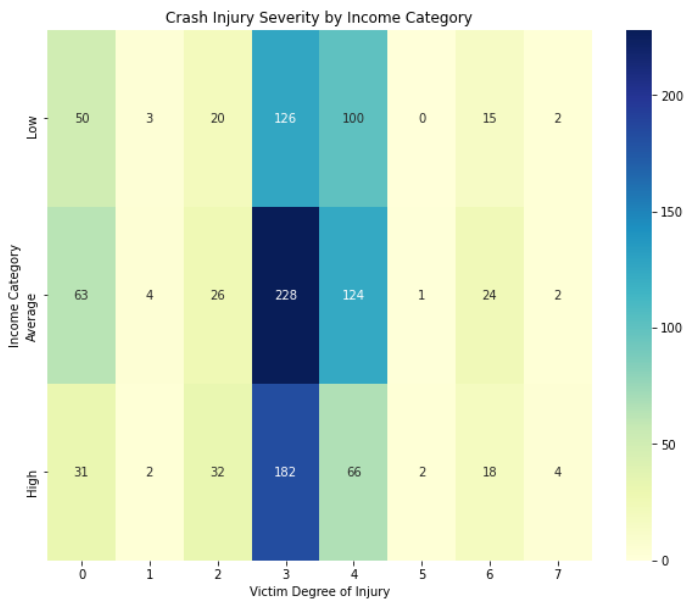 Crash Injury Severity by Income Category
Income Category
Low
50 3 20 126 100 0 15 2
Average
63 4 26 228 124 1 24 2
High
31 2 32 182 66 2 18 4
0 1 2 3 4 5 6 7
Victim Degree of Injury
200
150
100
50
0